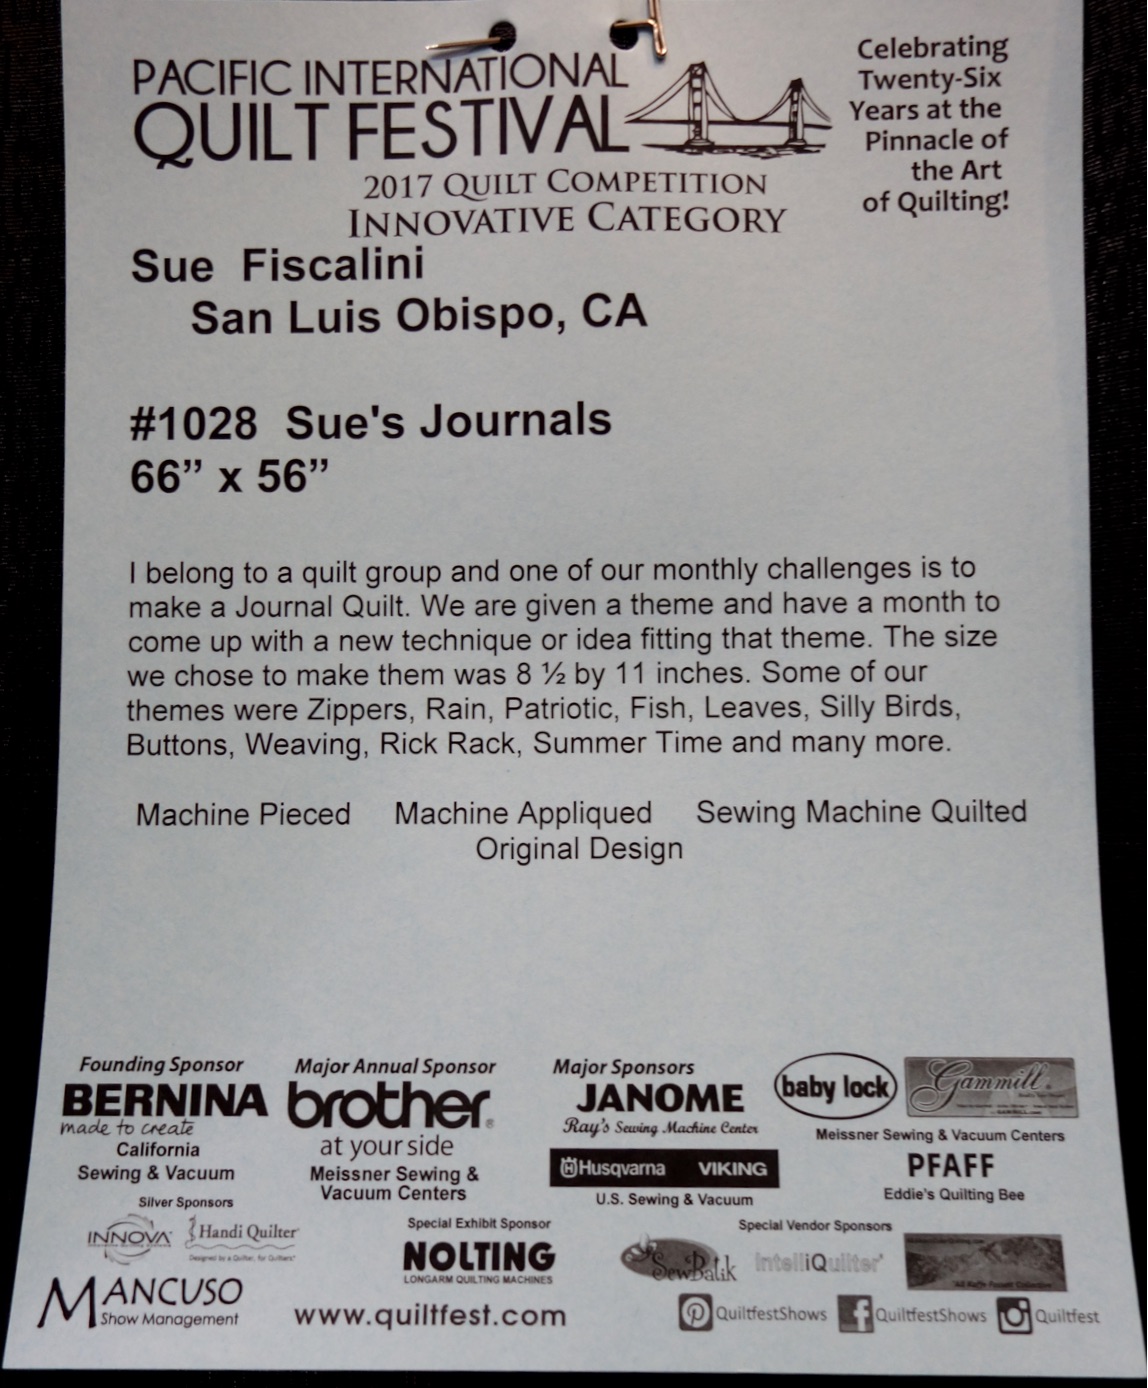 PACIFIC INTERNATIONAL
QUILT FESTIVAL
2017 QUILT COMPETITION
INNOVATIVE CATEGORY
Celebrating
Twenty-Six
Years at the
Pinnacle of
the Art
of Quilting!
Sue Fiscalini
San Luis Obispo, CA
#1028 Sue's Journals
66” x 56”
I belong to a quilt group and one of our monthly challenges is to
make a Journal Quilt. We are given a theme and have a month to
come up with a new technique or idea fitting that theme. The size
we chose to make them was 8 ½ by 11 inches. Some of our
themes were Zippers, Rain, Patriotic, Fish, Leaves, Silly Birds,
Buttons, Weaving, Rick Rack, Summer Time and many more.
Machine Pieced Machine Appliqued Sewing Machine Quilted
Original Design
Founding Sponsor
BERNINA
made to create
California
Sewing & Vacuum
Major Annual Sponsor
brother®
at your side
Meissner Sewing &
Vacuum Centers
Major Sponsors
JANOME
Ray's Sewing Machine Center
Husqvarna VIKING
U.S. Sewing & Vacuum
baby lock
Gammill®
Meissner Sewing & Vacuum Centers
PFAFF
Eddie's Quilting Bee
Silver Sponsors
INNOVA
Handi Quilter
Designed by a Quilter, for Quilters
Special Exhibit Sponsor
NOLTING
LONGARM QUILTING MACHINES
Special Vendor Sponsors
SewBatik
IntelliQuilter
MANCUSO
Show Management
www.quiltfest.com
QuiltfestShows
QuiltfestShows
Quiltfest